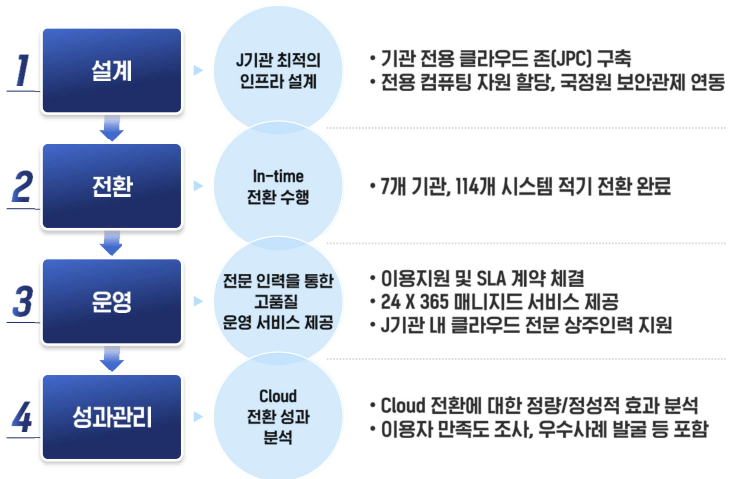 1
설계
J기관 최적의
인프라 설계
• 기관 전용 클라우드 존(JPC) 구축
• 전용 컴퓨팅 자원 할당, 국정원 보안관제 연동
2
전환
In-time
전환 수행
• 7개 기관, 114개 시스템 적기 전환 완료
3
운영
전문 인력을 통한
고품질
운영 서비스 제공
• 이용지원 및 SLA 계약 체결
• 24 X 365 매니지드 서비스 제공
• J기관 내 클라우드 전문 상주인력 지원
4
성과관리
Cloud
전환 성과
분석
• Cloud 전환에 대한 정량/정성적 효과 분석
• 이용자 만족도 조사, 우수사례 발굴 등 포함